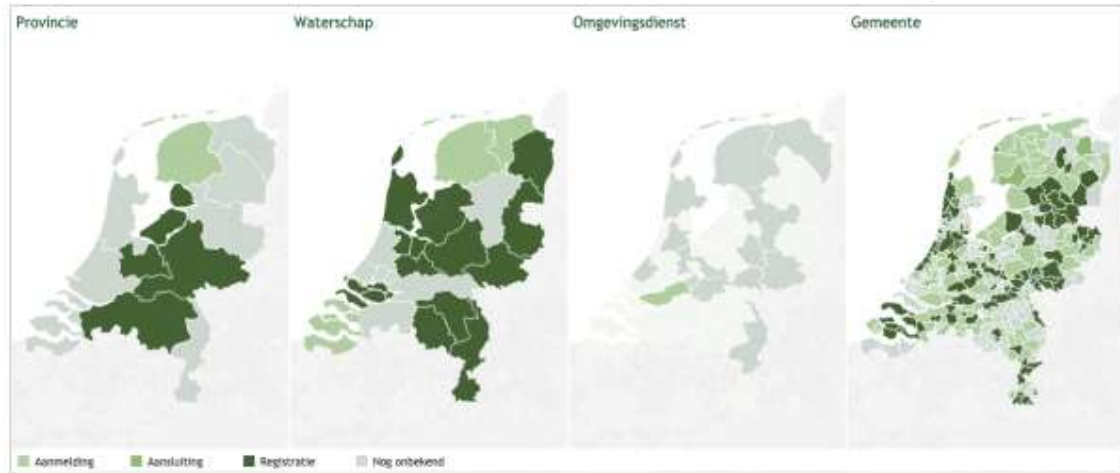 Provincie Waterschap Omgevingsdienst Gemeente
Aanmelding Aansluiting Registratie Nog onbekend